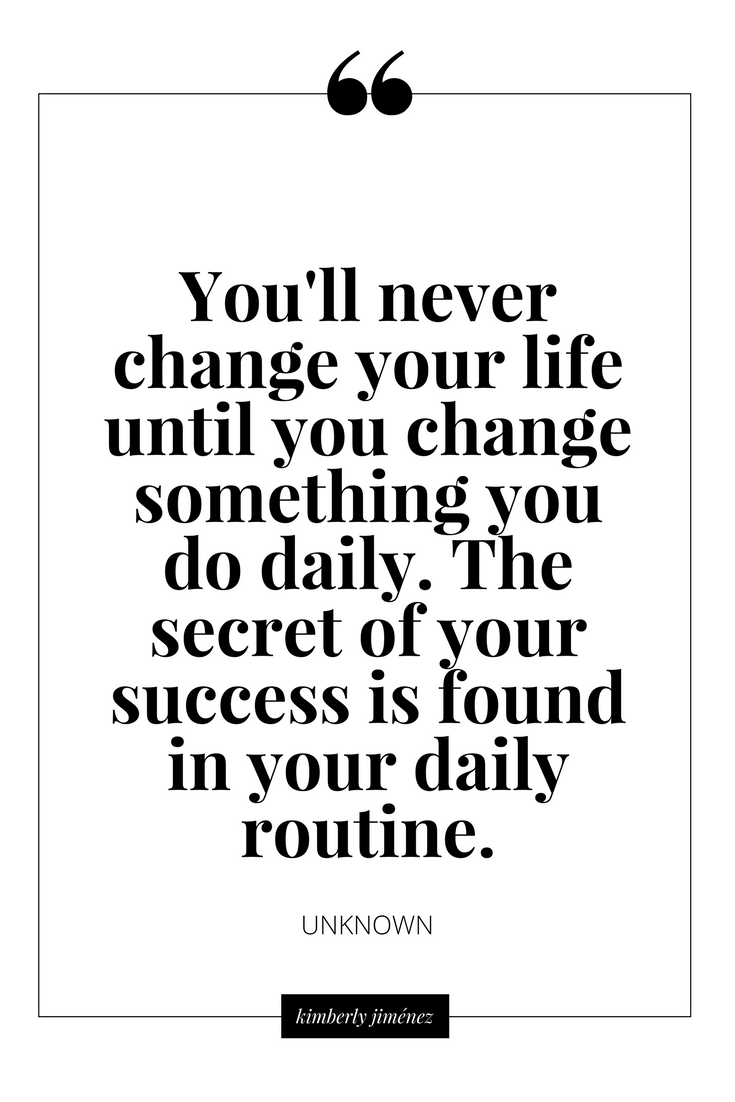 ❝
You'll never
change your life
until you change
something you
do daily. The
secret of your
success is found
in your daily
routine.
UNKNOWN
kimberly jiménez